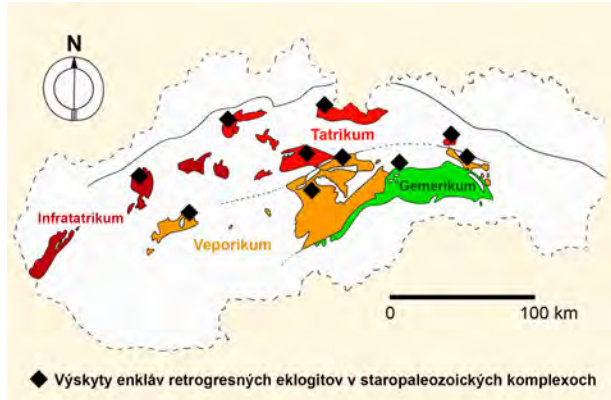 N
Tatrikum
Gemerikum
Infratatrikum
Veporikum
0 100 km
Výskyty enkláv retrogresných eklogitov v staropaleozoických komplexoch